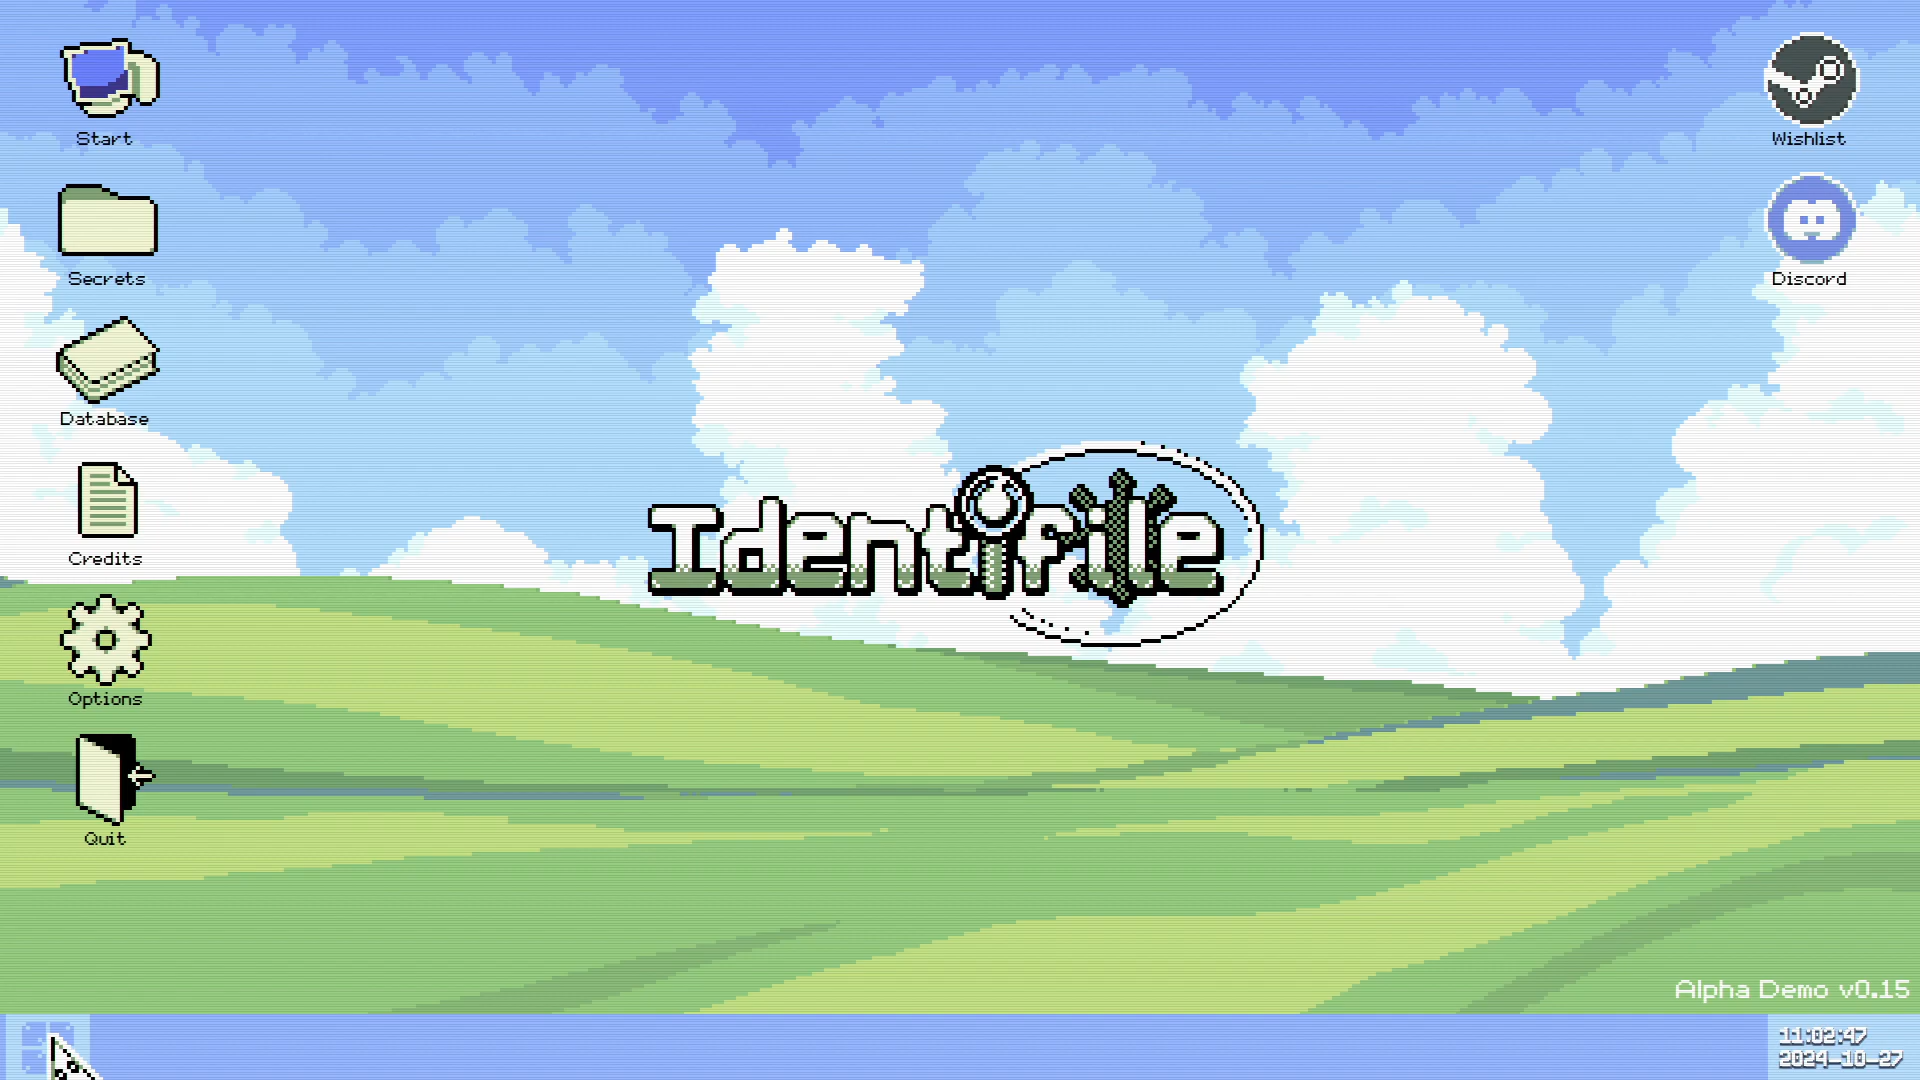 Start
Wishlist
Secrets
Discord
Database
Identifile
Credits
Options
Quit
Alpha Demo v0.15
11:02:47
2024-10-27